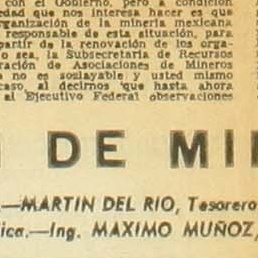 con el Gobierno, pero a condición
edad que nos interesa hacer es que
rganización de la minería mexicana
responsable de esta situación, para
partir de la renovación de los orga-
o sea, la Subsecretaría de Recursos
ración de Asociaciones de Mineros
no es soslayable y usted mismo
caso, al decirnos que hasta ahora
al Ejecutivo Federal observaciones
DE MI
.—MARTIN DEL RIO, Tesorero
ica.—Ing. MAXIMO MUÑOZ,